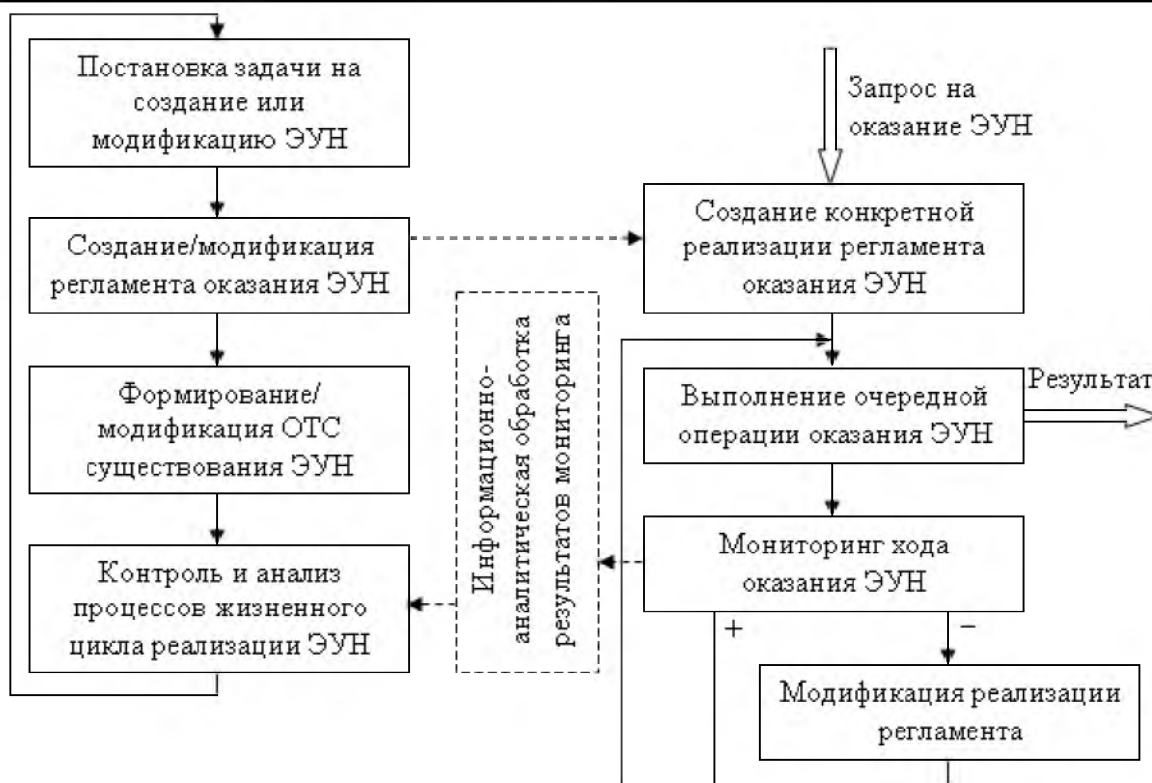 Постановка задачи на
создание или
модификацию ЭУН
Создание/модификация
регламента оказания ЭУН
Формирование/
модификация ОТС
существования ЭУН
Контроль и анализ
процессов жизненного
цикла реализации ЭУН
Информационно-
аналитическая обработка
результатов мониторинга
Запрос на
оказание ЭУН
Создание конкретной
реализации регламента
оказания ЭУН
Выполнение очередной
операции оказания ЭУН
Результат
Мониторинг хода
оказания ЭУН
+
−
Модификация реализации
регламента